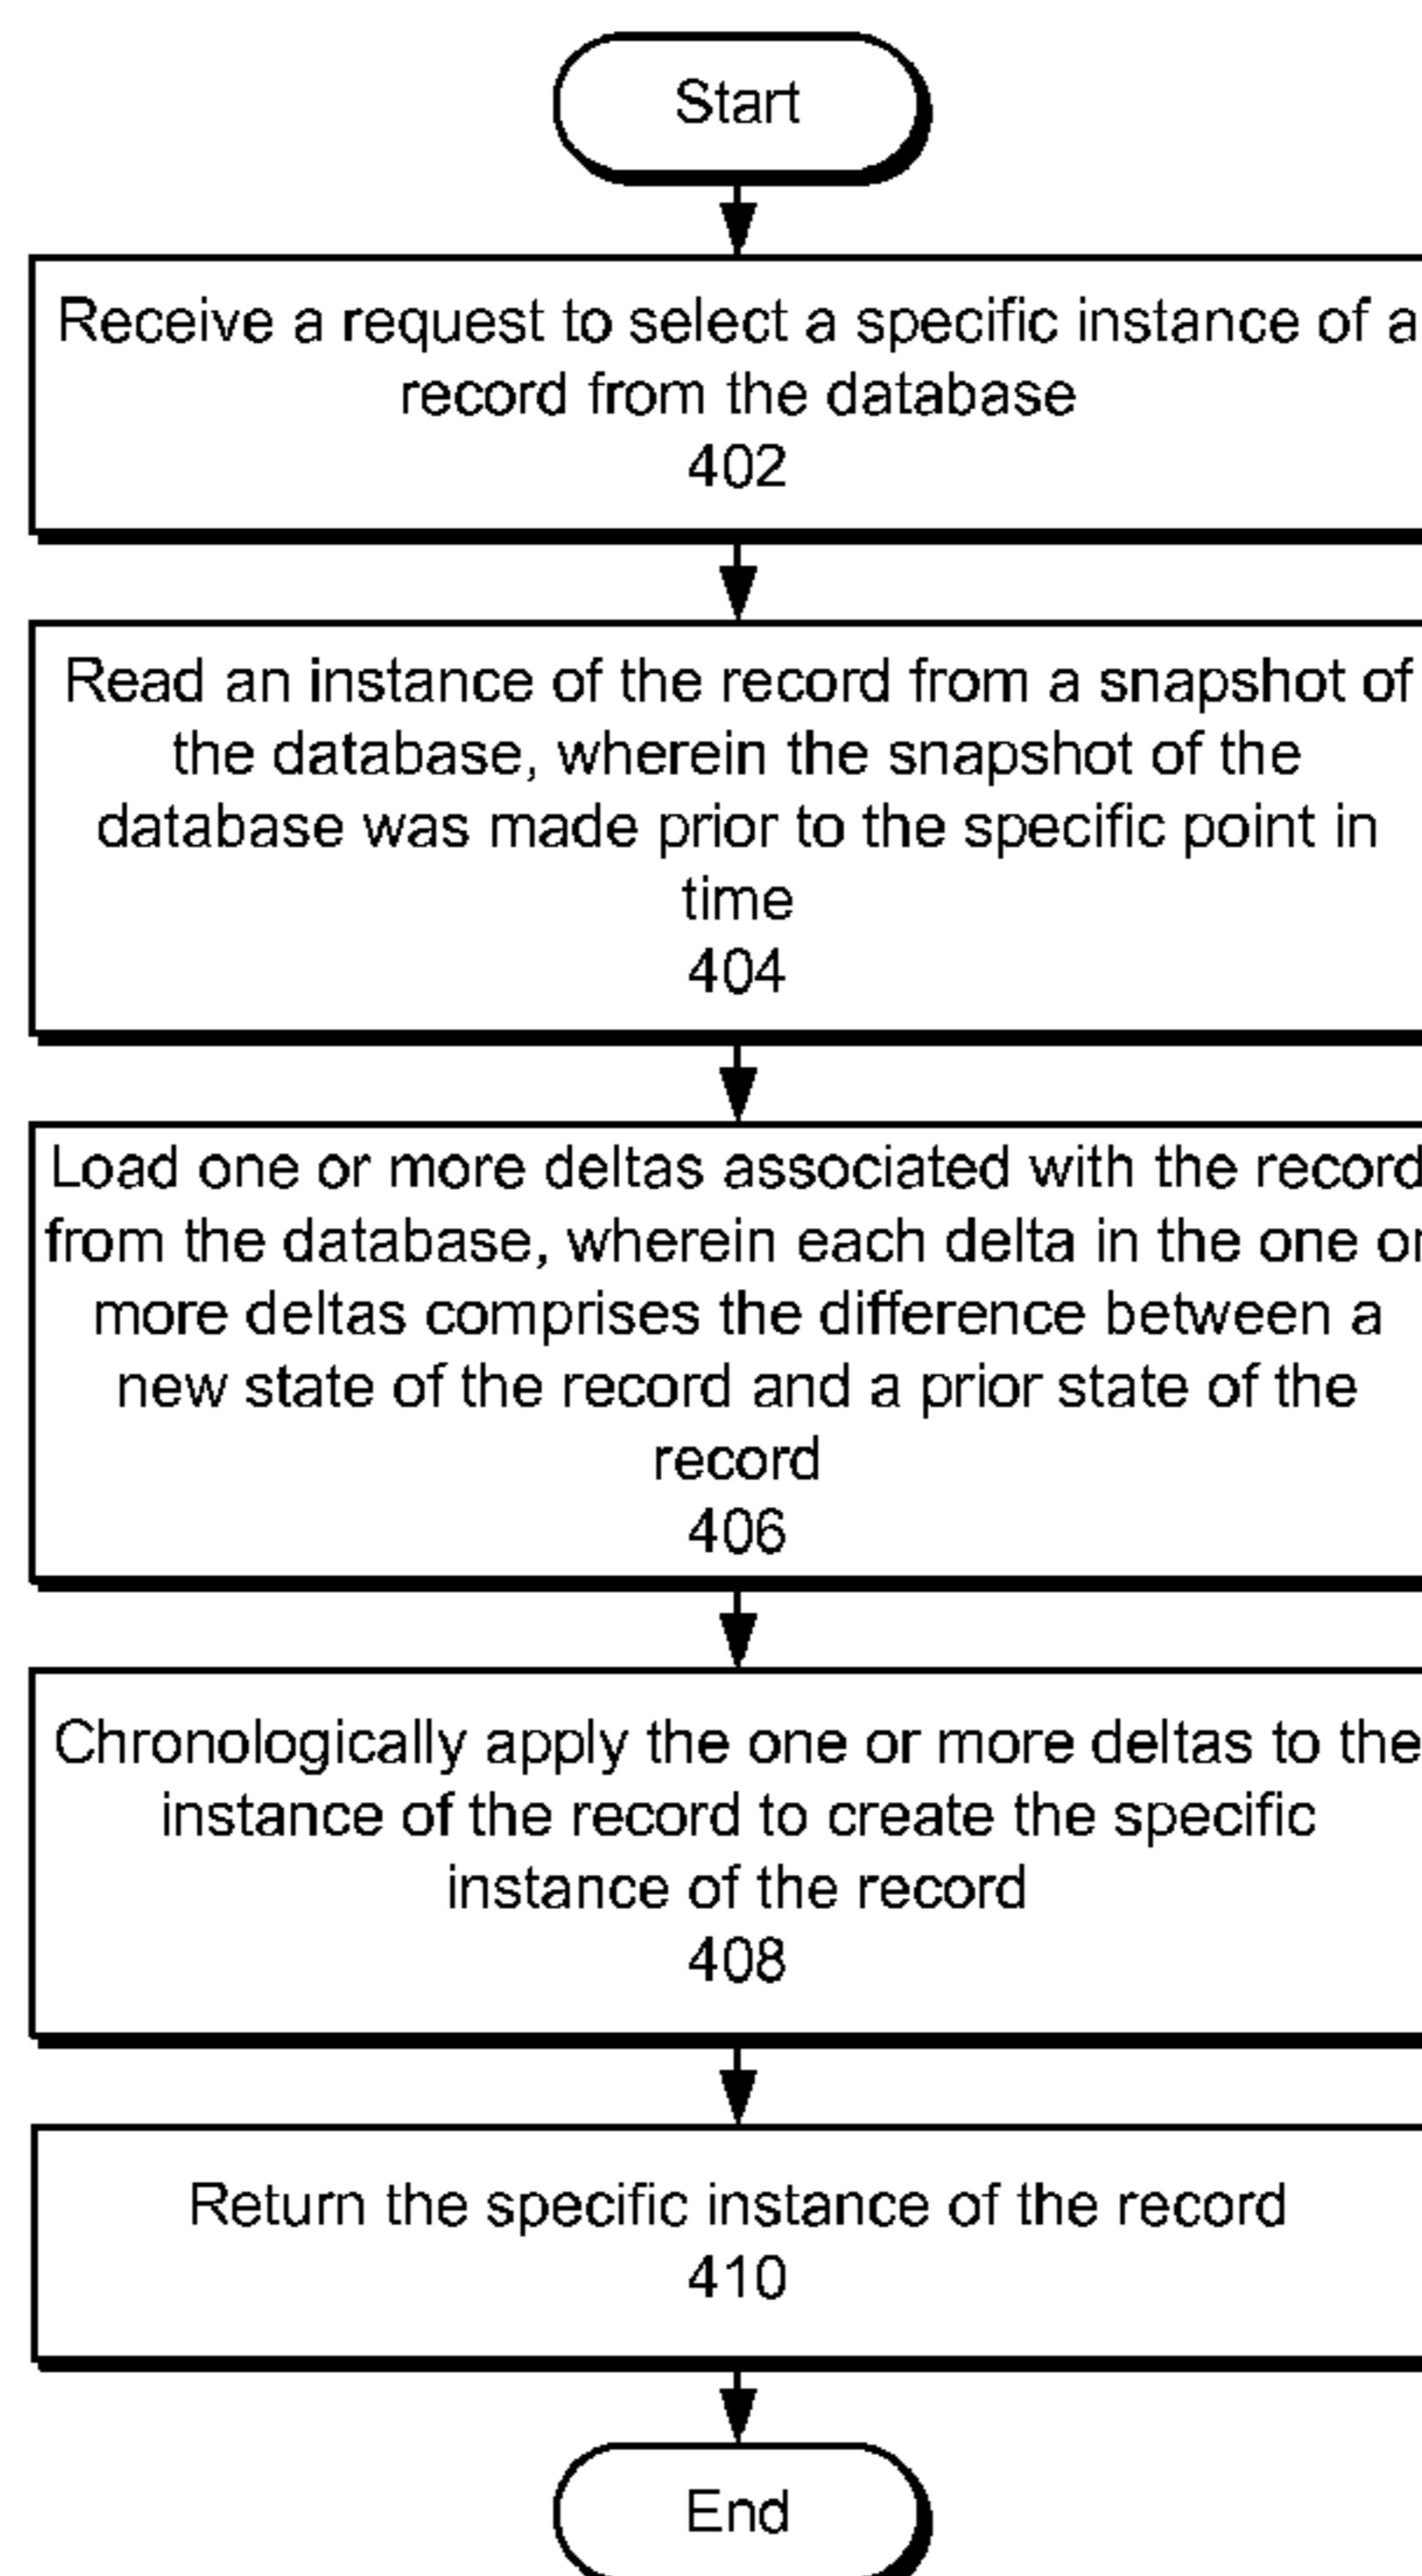 Start
Receive a request to select a specific instance of a
record from the database
402
Read an instance of the record from a snapshot of
the database, wherein the snapshot of the
database was made prior to the specific point in
time
404
Load one or more deltas associated with the record
from the database, wherein each delta in the one or
more deltas comprises the difference between a
new state of the record and a prior state of the
record
406
Chronologically apply the one or more deltas to the
instance of the record to create the specific
instance of the record
408
Return the specific instance of the record
410
End